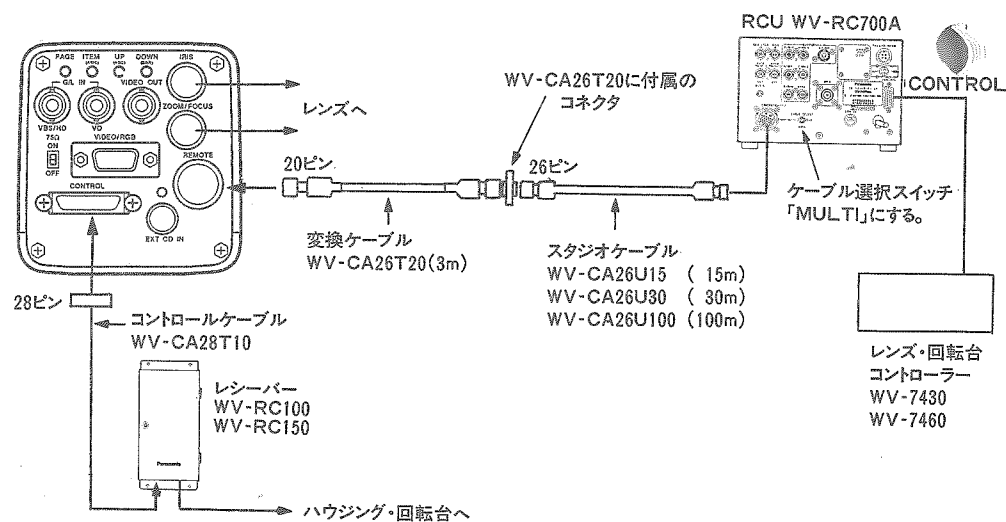 RCU WV-RC700A
CONTROL
PAGE ITEM UP DOWN IRIS
G/L IN VIDEO OUT
ZOOM/FOCUS
VBS/HD VD
75Ω
ON
OFF
VIDEO/RGB
REMOTE
CONTROL
EXT CD IN
レンズへ
WV-CA26T20に付属の
コネクタ
20ピン
26ピン
変換ケーブル
WV-CA26T20(3m)
スタジオケーブル
WV-CA26U15 ( 15m)
WV-CA26U30 ( 30m)
WV-CA26U100 (100m)
ケーブル選択スイッチ
「MULTI」にする。
レンズ・回転台
コントローラー
WV-7430
WV-7460
28ピン
コントロールケーブル
WV-CA28T10
レシーバー
WV-RC100
WV-RC150
Panasonic
ハウジング・回転台へ